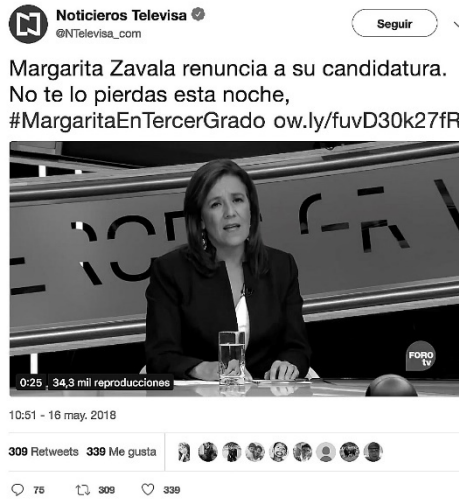 Noticieros Televisa
@NTelevisa_com
Seguir
Margarita Zavala renuncia a su candidatura.
No te lo pierdas esta noche,
#MargaritaEnTercerGrado ow.ly/fuvD30k27fR
FORO
tv
0:25 34,3 mil reproducciones
10:51 - 16 may. 2018
309 Retweets 339 Me gusta
75 309 339